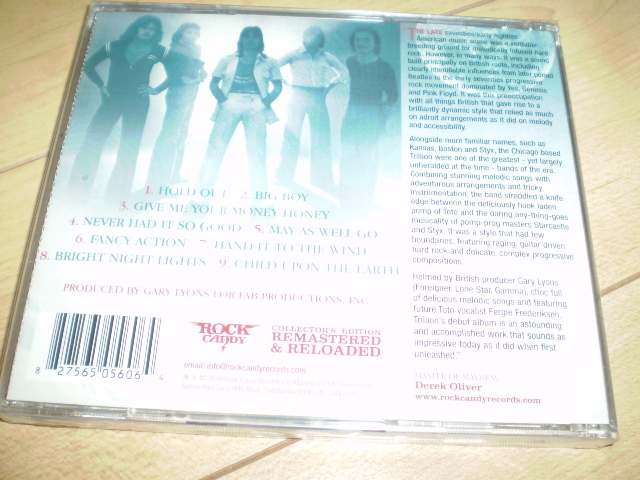 1. HOLD OUT 2. BIG BOY
3. GIVE ME YOUR MONEY HONEY
4. NEVER HAD IT SO GOOD 5. MAY AS WELL GO
6. FANCY ACTION 7. HAND IT TO THE WIND
8. BRIGHT NIGHT LIGHTS 9. CHILD UPON THE EARTH
PRODUCED BY GARY LYONS FOR FAB PRODUCTIONS, INC
ROCK
CANDY
COLLECTOR'S EDITION
REMASTERED
& RELOADED
email: info@rockcandyrecords.com
8 27565 05606 4
THE LATE seventies/early eighties
American music scene was a veritable
breeding ground for melodically infused hard
rock. However, in many ways, it was a sound
built principally on British roots, including
clearly identifiable influences from later period
Beatles to the early seventies progressive
rock movement dominated by Yes, Genesis
and Pink Floyd. It was this preoccupation
with all things British that gave rise to a
brilliantly dynamic style that relied as much
on adroit arrangements as it did on melody
and accessibility.
Alongside more familiar names, such as
Kansas, Boston and Styx, the Chicago based
Trillion were one of the greatest - yet largely
unheralded at the time - bands of the era.
Combining stunning melodic songs with
adventurous arrangements and tricky
instrumentation, the band straddled a knife
edge between the deliciously hook laden
pomp of Toto and the daring any-thing-goes
musicality of pomp-prog masters Starcastle
and Styx. It was a style that had few
boundaries, featuring raging, guitar driven
hard rock and delicate, complex progressive
compositions.
Helmed by British producer Gary Lyons
(Foreigner, Lone Star, Gamma), choc full
of delicious melodic songs and featuring
future Toto vocalist Fergie Frederiksen,
Trillion's debut album is an astounding
and accomplished work that sounds as
impressive today as it did when first
unleashed."
MASTER OF MAYHEM
Derek Oliver
www.rockcandyrecords.com